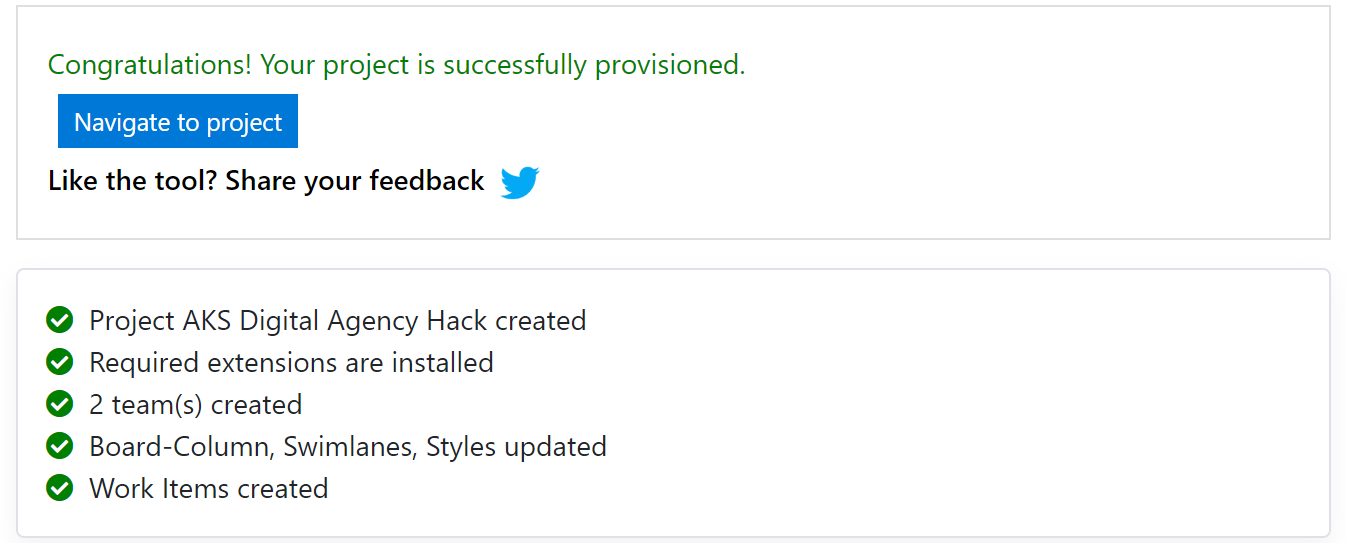 Congratulations! Your project is successfully provisioned.
Navigate to project
Like the tool? Share your feedback
Project AKS Digital Agency Hack created
Required extensions are installed
2 team(s) created
Board-Column, Swimlanes, Styles updated
Work Items created